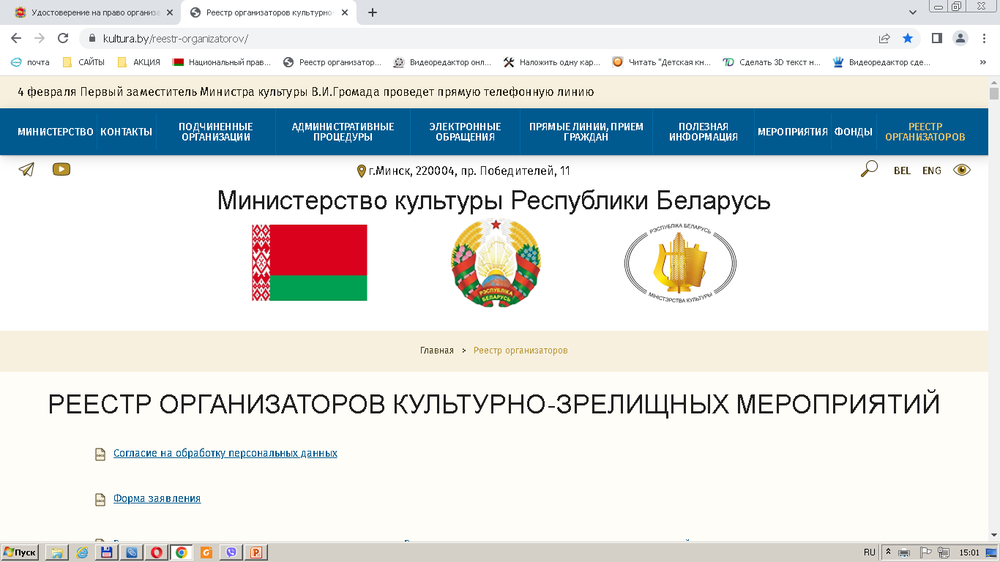 Удостоверение на право организа
Реестр организаторов культурно-
kultura.by/reestr-organizatorov/
почта
САЙТЫ
АКЦИЯ
Национальный прав...
Реестр организатор...
Видеоредактор онл...
Наложить одну кар...
Читать "Детская кн...
Сделать 3D текст н...
Видеоредактор сде...
4 февраля Первый заместитель Министра культуры В.И.Громада проведет прямую телефонную линию
МИНИСТЕРСТВО
КОНТАКТЫ
ПОДЧИНЕННЫЕ
ОРГАНИЗАЦИИ
АДМИНИСТРАТИВНЫЕ
ПРОЦЕДУРЫ
ЭЛЕКТРОННЫЕ
ОБРАЩЕНИЯ
ПРЯМЫЕ ЛИНИИ, ПРИЕМ
ГРАЖДАН
ПОЛЕЗНАЯ
ИНФОРМАЦИЯ
МЕРОПРИЯТИЯ
ФОНДЫ
РЕЕСТР
ОРГАНИЗАТОРОВ
г.Минск, 220004, пр. Победителей, 11
BEL ENG
Министерство культуры Республики Беларусь
РЭСПУБЛІКА
БЕЛАРУСЬ
РЭСПУБЛІКА БЕЛАРУСЬ
МІНІСТЭРСТВА КУЛЬТУРЫ
Главная > Реестр организаторов
РЕЕСТР ОРГАНИЗАТОРОВ КУЛЬТУРНО-ЗРЕЛИЩНЫХ МЕРОПРИЯТИЙ
Согласие на обработку персональных данных
Форма заявления
Пуск
RU
15:01